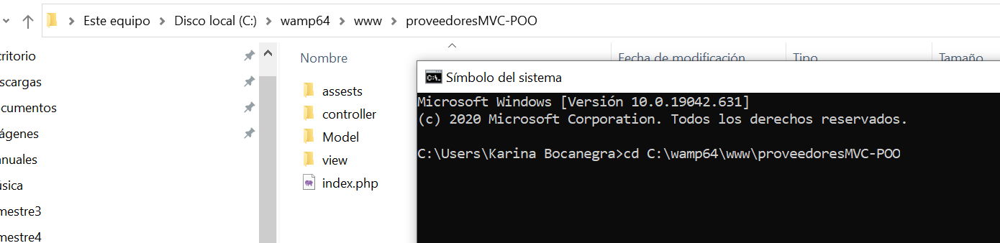 Este equipo > Disco local (C:) > wamp64 > www > proveedoresMVC-POO
critorio
scargas
ocumentos
ágenes
anuales
úsica
mestre3
mestre4
Nombre Fecha de modificación Tipo Tamaño
assests
controller
Model
view
index.php
Símbolo del sistema
Microsoft Windows [Versión 10.0.19042.631]
(c) 2020 Microsoft Corporation. Todos los derechos reservados.
C:\Users\Karina Bocanegra>cd C:\wamp64\www\proveedoresMVC-POO